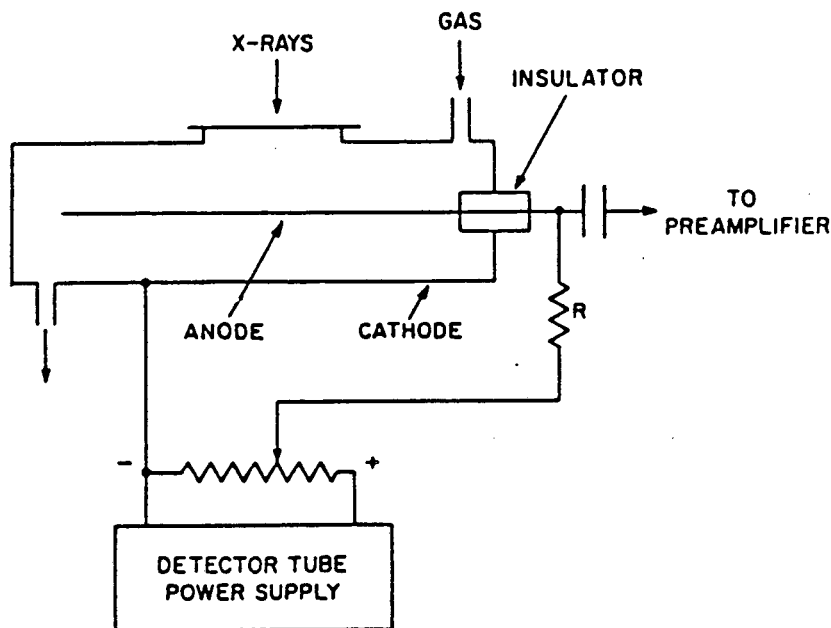 GAS
X-RAYS
INSULATOR
TO
PREAMPLIFIER
ANODE
CATHODE
R
-
+
DETECTOR TUBE
POWER SUPPLY